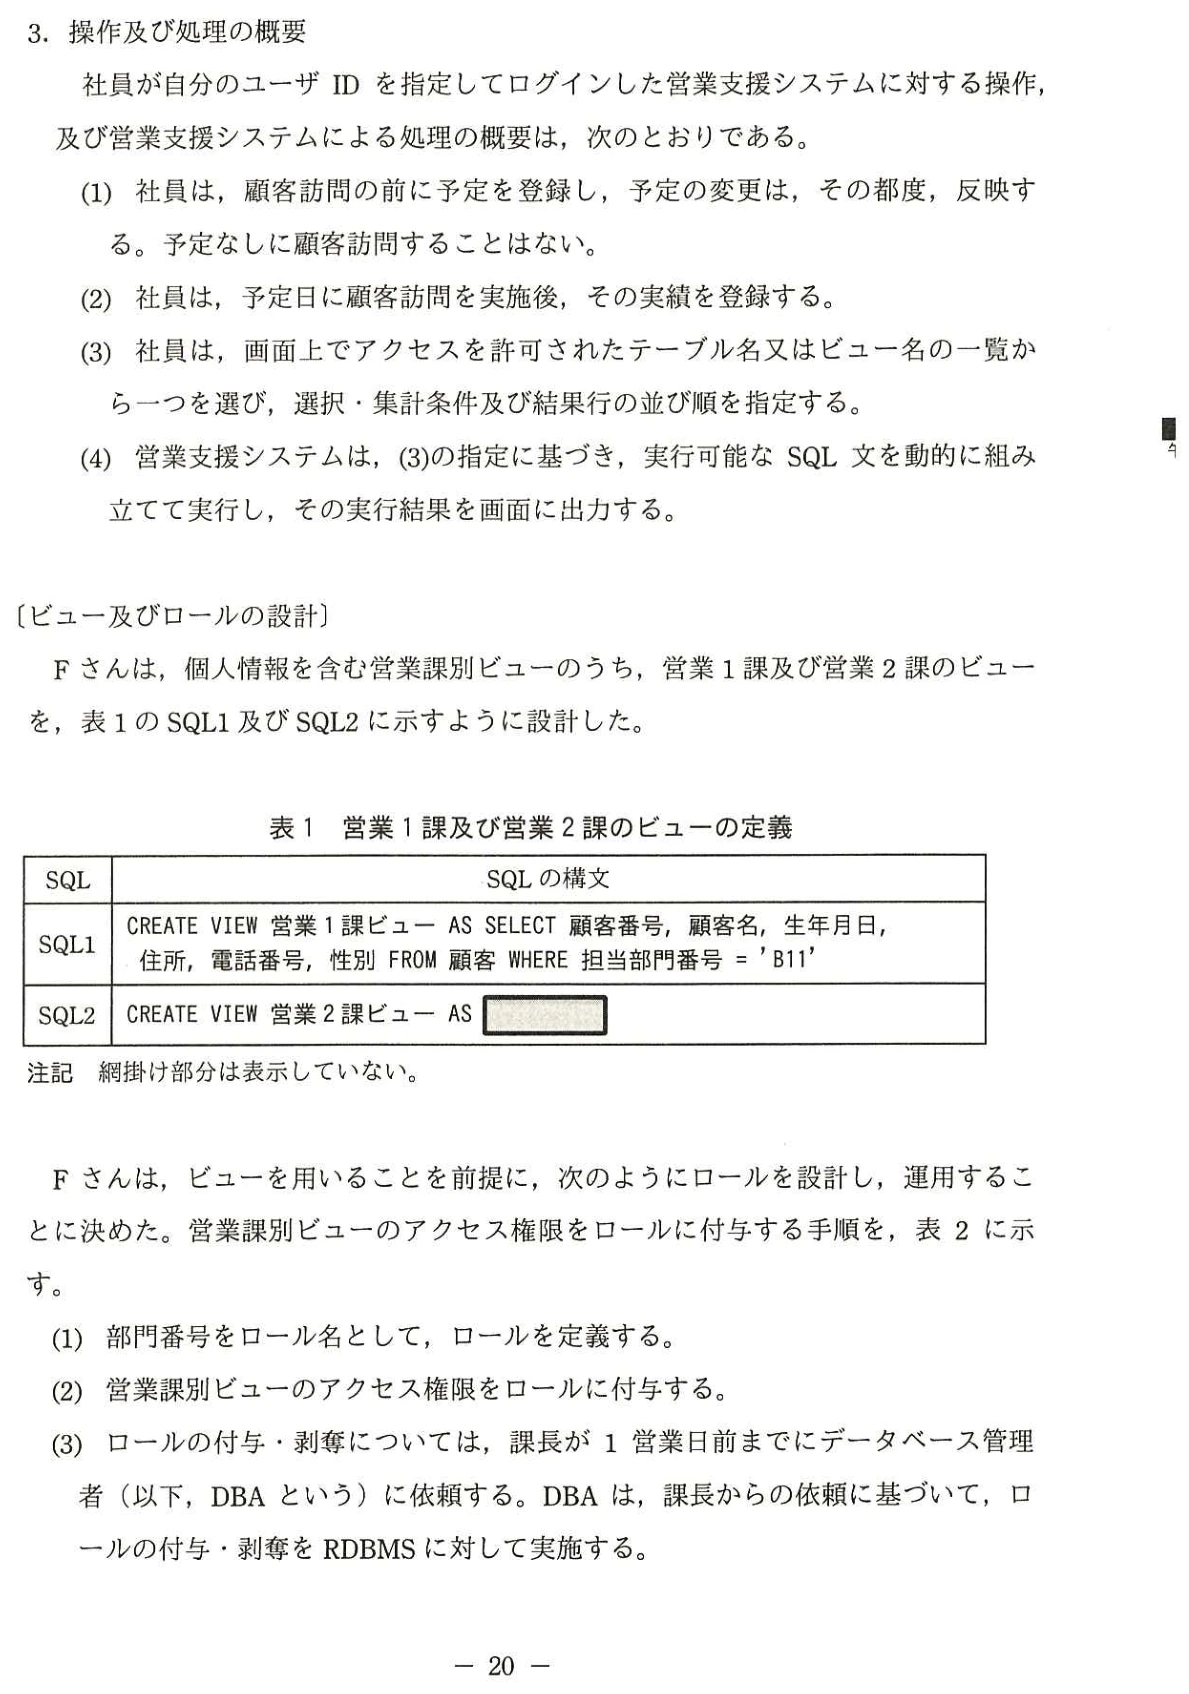 3. 操作及び処理の概要
社員が自分のユーザ ID を指定してログインした営業支援システムに対する操作,
及び営業支援システムによる処理の概要は，次のとおりである。
(1) 社員は，顧客訪問の前に予定を登録し，予定の変更は，その都度，反映す
る。予定なしに顧客訪問することはない。
(2) 社員は，予定日に顧客訪問を実施後，その実績を登録する。
(3) 社員は，画面上でアクセスを許可されたテーブル名又はビュー名の一覧か
ら一つを選び，選択・集計条件及び結果行の並び順を指定する。
(4) 営業支援システムは，(3)の指定に基づき，実行可能な SQL 文を動的に組み
立てて実行し，その実行結果を画面に出力する。
〔ビュー及びロールの設計〕
F さんは，個人情報を含む営業課別ビューのうち，営業 1 課及び営業 2 課のビュー
を，表 1 の SQL1 及び SQL2 に示すように設計した。
表 1 営業 1 課及び営業 2 課のビューの定義
SQL SQL の構文
SQL1 CREATE VIEW 営業 1 課ビュー AS SELECT 顧客番号, 顧客名, 生年月日,
住所, 電話番号, 性別 FROM 顧客 WHERE 担当部門番号 = 'B11'
SQL2 CREATE VIEW 営業 2 課ビュー AS
注記 網掛け部分は表示していない。
F さんは，ビューを用いることを前提に，次のようにロールを設計し，運用するこ
とに決めた。営業課別ビューのアクセス権限をロールに付与する手順を，表 2 に示
す。
(1) 部門番号をロール名として，ロールを定義する。
(2) 営業課別ビューのアクセス権限をロールに付与する。
(3) ロールの付与・剥奪については，課長が 1 営業日前までにデータベース管理
者（以下，DBA という）に依頼する。DBA は，課長からの依頼に基づいて，ロ
ールの付与・剥奪を RDBMS に対して実施する。
－ 20 －